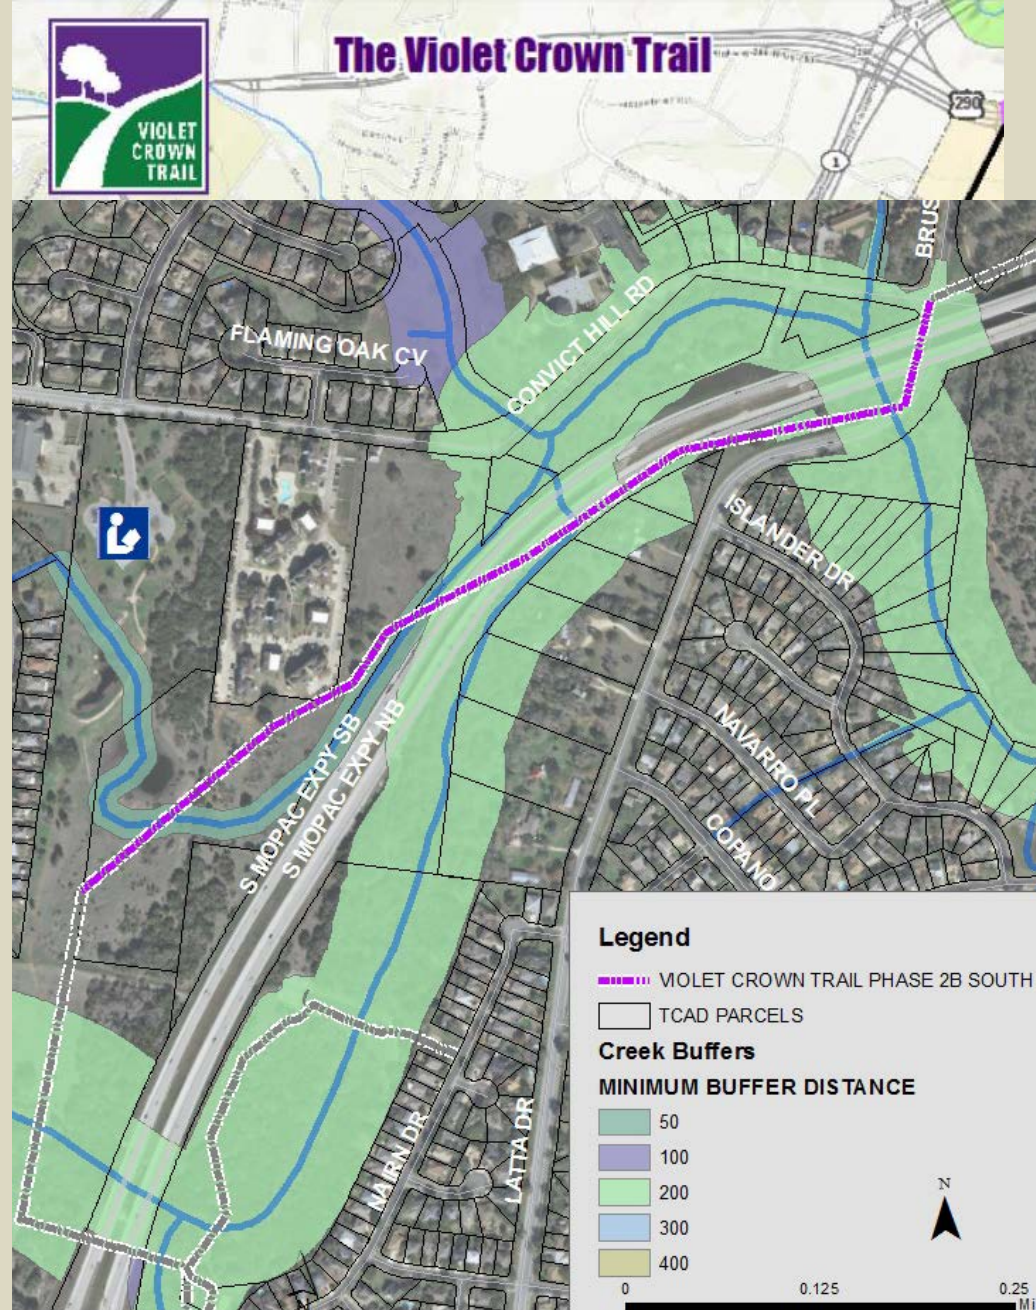 The Violet Crown Trail
VIOLET
CROWN
TRAIL
290
1
BRUS
FLAMING OAK CV
CONVICT HILL RD
ISLANDER DR
NAVARRO PL
COPANO
S MOPAC EXPY SB
S MOPAC EXPY NB
NAIRN DR
LATTA DR
Legend
VIOLET CROWN TRAIL PHASE 2B SOUTH
TCAD PARCELS
Creek Buffers
MINIMUM BUFFER DISTANCE
50
100
200
300
400
N
0 0.125 0.25
Mi